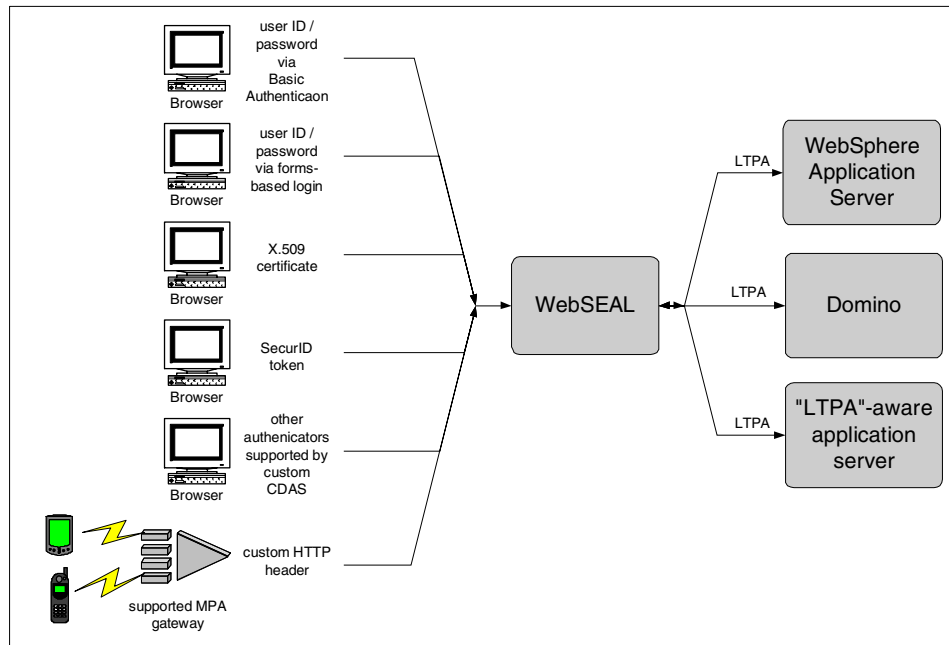 user ID /
password
via
Basic
Authenticaon
Browser
user ID /
password
via forms-
based login
Browser
X.509
certificate
Browser
SecurID
token
Browser
other
authenicators
supported by
custom
CDAS
Browser
custom HTTP
header
supported MPA
gateway
WebSEAL
LTPA
WebSphere
Application
Server
LTPA
Domino
LTPA
"LTPA"-aware
application
server